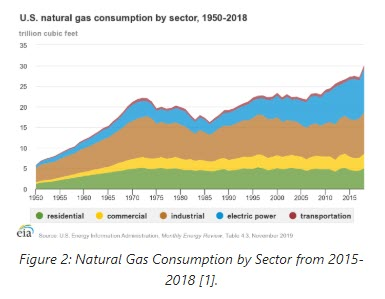 U.S. natural gas consumption by sector, 1950-2018
trillion cubic feet
35
30
25
20
15
10
5
0
1950 1955 1960 1965 1970 1975 1980 1985 1990 1995 2000 2005 2010 2015
residential commercial industrial electric power transportation
eia Source: U.S. Energy Information Administration, Monthly Energy Review, Table 4.3, November 2019
Figure 2: Natural Gas Consumption by Sector from 2015-
2018 [1].